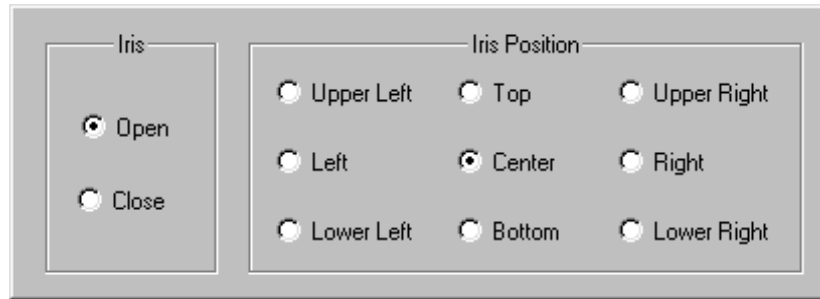 Iris
Open
Close
Iris Position
Upper Left Top Upper Right
Left Center Right
Lower Left Bottom Lower Right